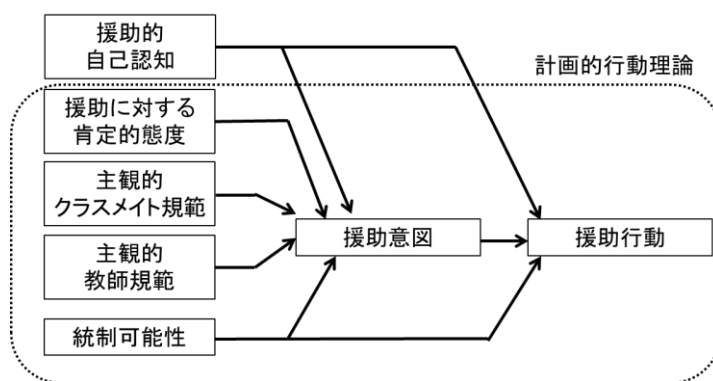 援助的
自己認知
計画的行動理論
援助に対する
肯定的態度
主観的
クラスメイト規範
主観的
教師規範
援助意図
援助行動
統制可能性